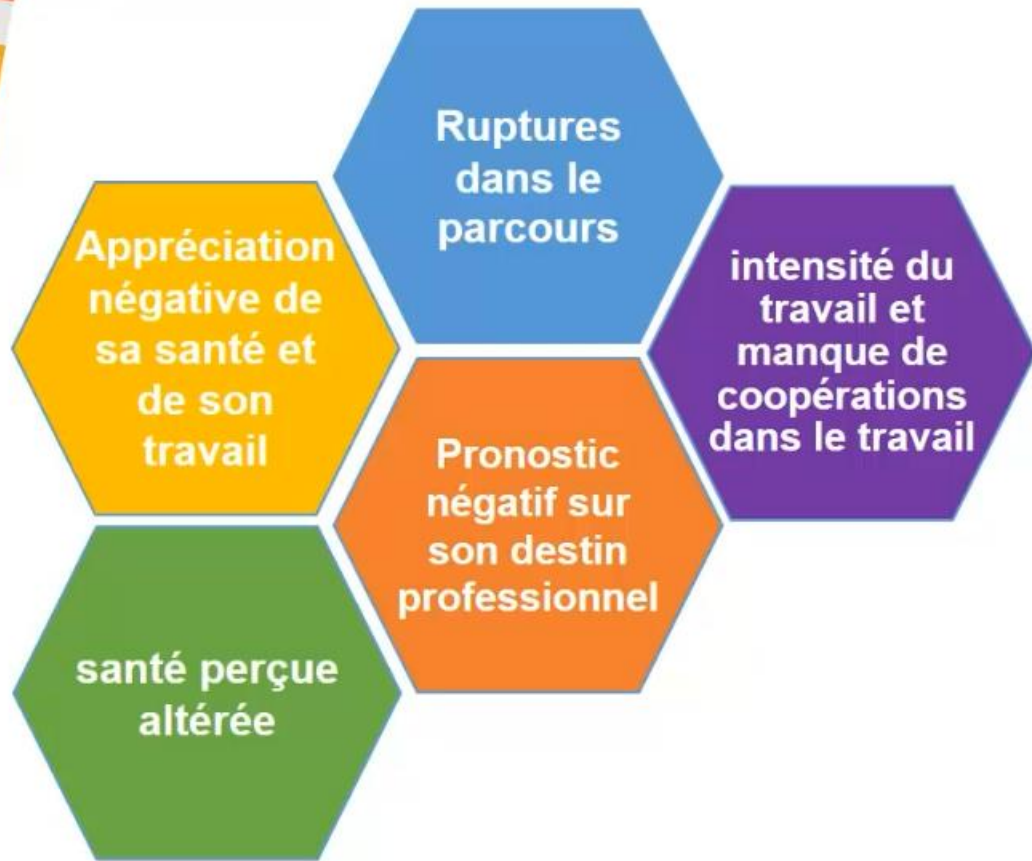 Ruptures
dans le
parcours
Appréciation
négative de
sa santé et
de son
travail
intensité du
travail et
manque de
coopérations
dans le travail
Pronostic
négatif sur
son destin
professionnel
santé perçue
altérée